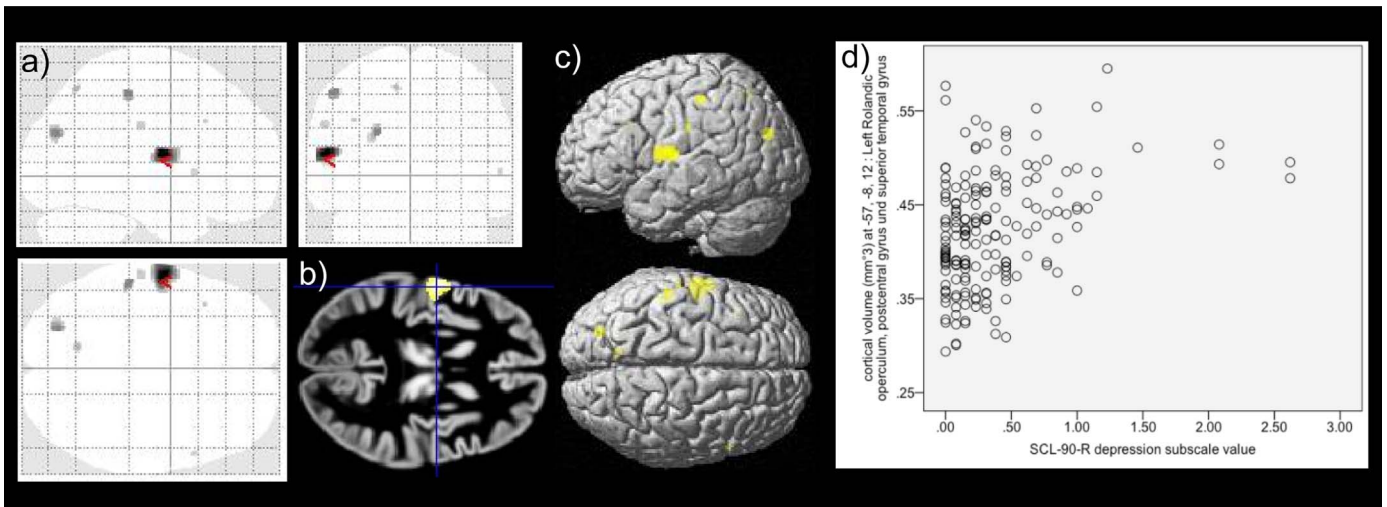 a)
b)
c)
d)
cortical volume (mm°3) at -57, -8, 12 : Left Rolandic
operculum, postcentral gyrus und superior temporal gyrus
.55
.45
.35
.25
.00 .50 1.00 1.50 2.00 2.50 3.00
SCL-90-R depression subscale value